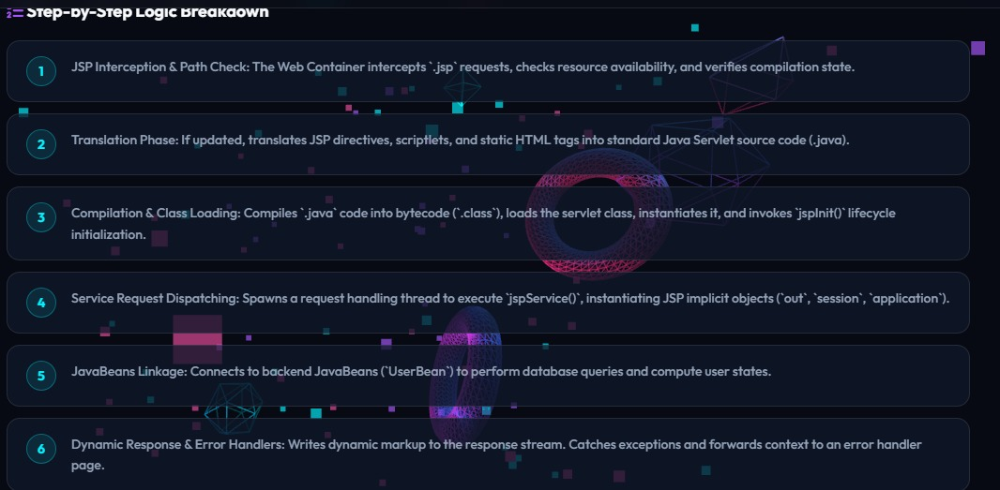 Step-by-Step Logic Breakdown
1
JSP Interception & Path Check: The Web Container intercepts `.jsp` requests, checks resource availability, and verifies compilation state.
2
Translation Phase: If updated, translates JSP directives, scriptlets, and static HTML tags into standard Java Servlet source code (.java).
3
Compilation & Class Loading: Compiles `.java` code into bytecode (`.class`), loads the servlet class, instantiates it, and invokes `jspInit()` lifecycle
initialization.
4
Service Request Dispatching: Spawns a request handling thread to execute `jspService()`, instantiating JSP implicit objects (`out`, `session`, `application`).
5
JavaBeans Linkage: Connects to backend JavaBeans (`UserBean`) to perform database queries and compute user states.
6
Dynamic Response & Error Handlers: Writes dynamic markup to the response stream. Catches exceptions and forwards context to an error handler
page.